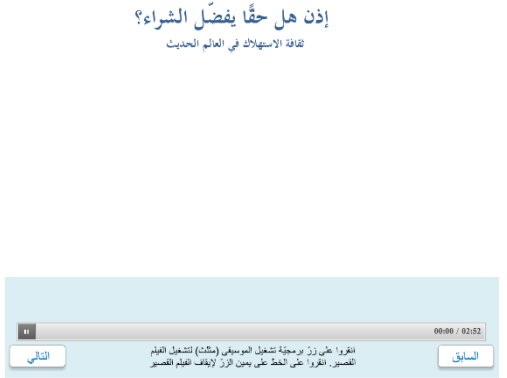 إذن هل حقًّا يفضّل الشراء؟
ثقافة الاستهلاك في العالم الحديث
00:00 / 02:52
السابق
انقروا على زرّ برمجيّة تشغيل الموسيقى (مثلّث) لتشغيل الفيلم
القصير. انقروا على الخطّ على يمين الزرّ لإيقاف الفيلم القصير
التالي